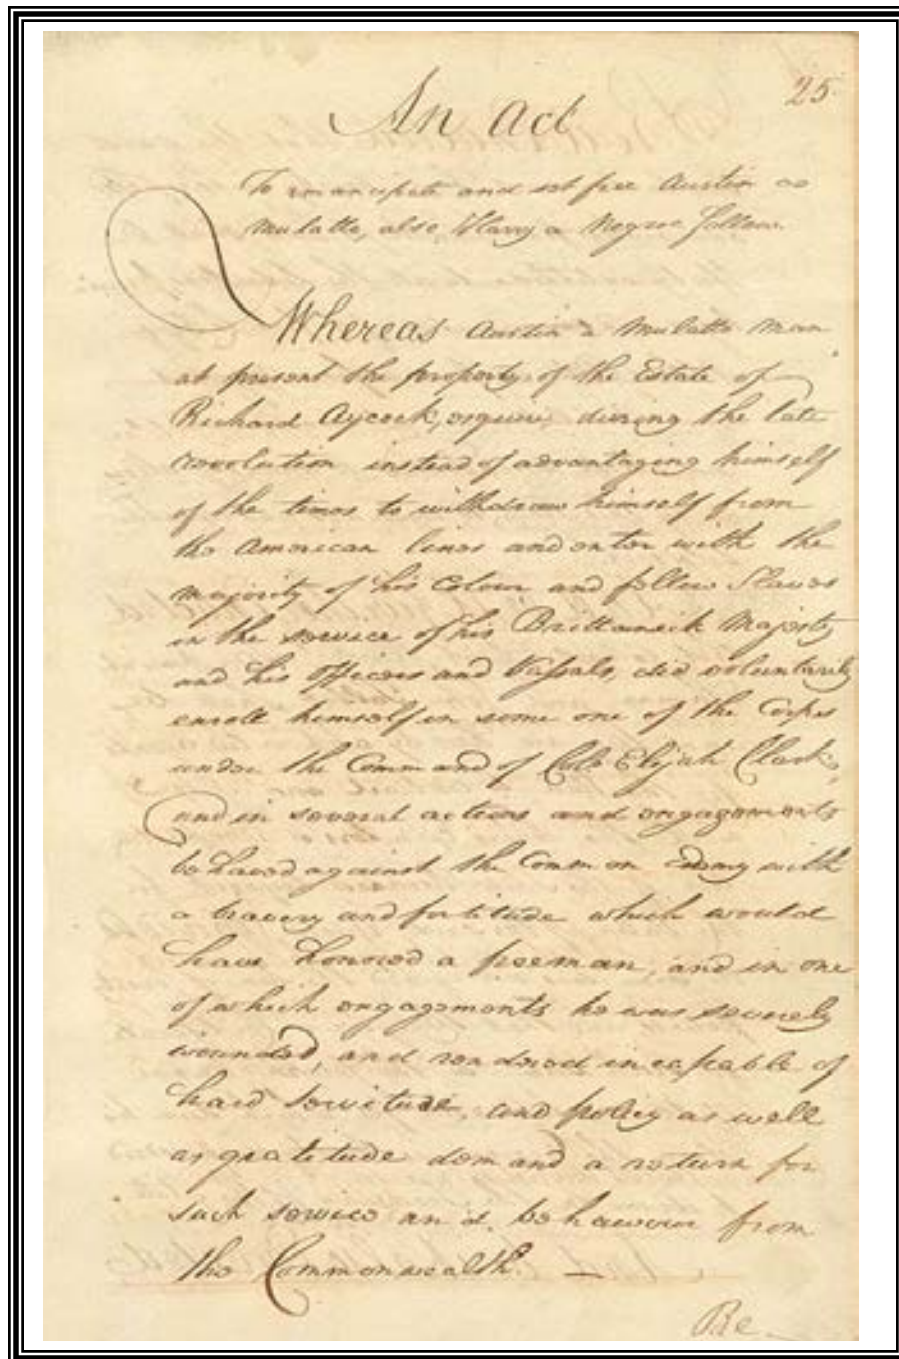 25
An Act
To emancipate and set free Austin a
Mulatto, also, Harry a Negroe fellow.
Whereas Austin a Mulatto Man
at present the property of the Estate of
Richard Aycock, esquire, during the late
revolution instead of advantaging himself
of the times to withdraw himself from
the American lines and enter with the
majority of his Colour and fellow Slaves
in the service of his Brittanick Majesty
and his officers and Vassals, did voluntarily
enroll himself in some one of the Corps
under the Command of Col. Elijah Clark,
and in several actions and engagements
behaved against the Common Enemy with
a bravery and fortitude which would
have honored a freeman, and in one
of which engagements he was severely
wounded, and rendered incapable of
hard servitude, and policy as well
as gratitude demand a return for
such service and behaviour from
the Commonwealth. —
Be